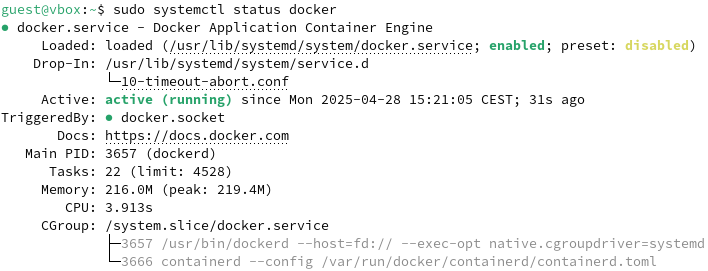 guest@vbox:~$ sudo systemctl status docker
● docker.service - Docker Application Container Engine
     Loaded: loaded (/usr/lib/systemd/system/docker.service; enabled; preset: disabled)
    Drop-In: /usr/lib/systemd/system/service.d
             └─10-timeout-abort.conf
     Active: active (running) since Mon 2025-04-28 15:21:05 CEST; 31s ago
TriggeredBy: ● docker.socket
       Docs: https://docs.docker.com
   Main PID: 3657 (dockerd)
      Tasks: 22 (limit: 4528)
     Memory: 216.0M (peak: 219.4M)
        CPU: 3.913s
     CGroup: /system.slice/docker.service
             ├─3657 /usr/bin/dockerd --host=fd:// --exec-opt native.cgroupdriver=systemd
             └─3666 containerd --config /var/run/docker/containerd/containerd.toml